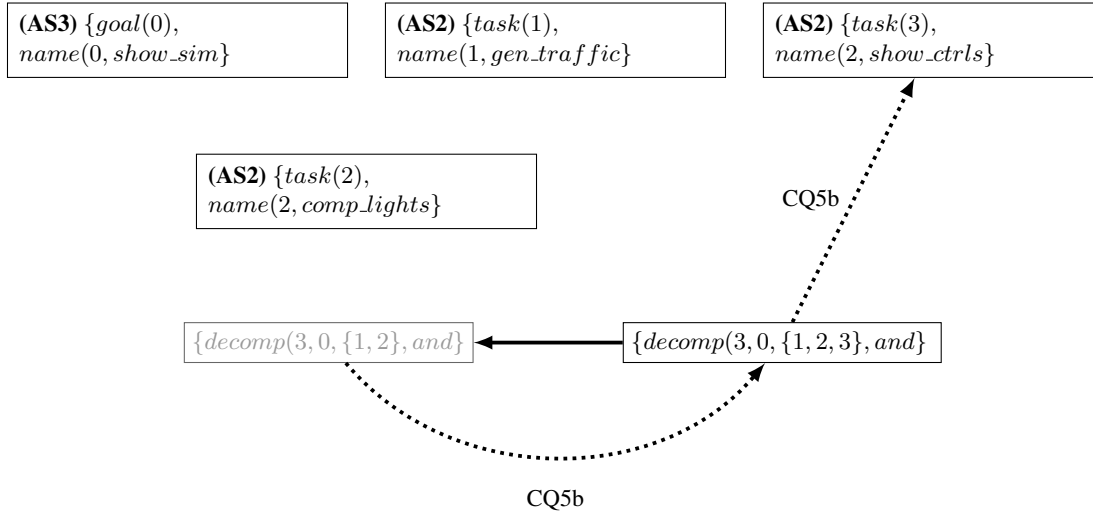 (AS3) {goal(0),
name(0, show_sim}
(AS2) {task(1),
name(1, gen_traffic}
(AS2) {task(3),
name(2, show_ctrls}
(AS2) {task(2),
name(2, comp_lights}
CQ5b
{decomp(3, 0, {1, 2}, and}
{decomp(3, 0, {1, 2, 3}, and}
CQ5b